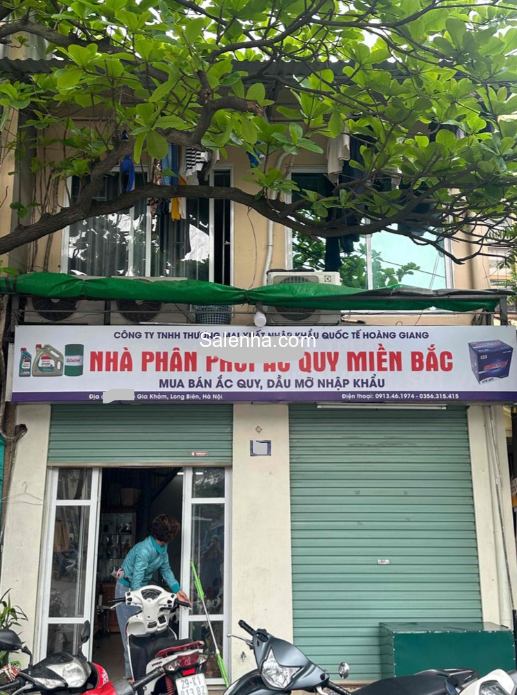 CÔNG TY TNHH THƯƠNG MẠI XUẤT NHẬP KHẨU QUỐC TẾ HOÀNG GIANG
Salenha.com
NHÀ PHÂN PHỐI ẮC QUY MIỀN BẮC
MUA BÁN ẮC QUY, DẦU MỠ NHẬP KHẨU
Địa Gia Khảm, Long Biên, Hà Nội
Điện thoại: 0913.46.1974 - 0356.315.415